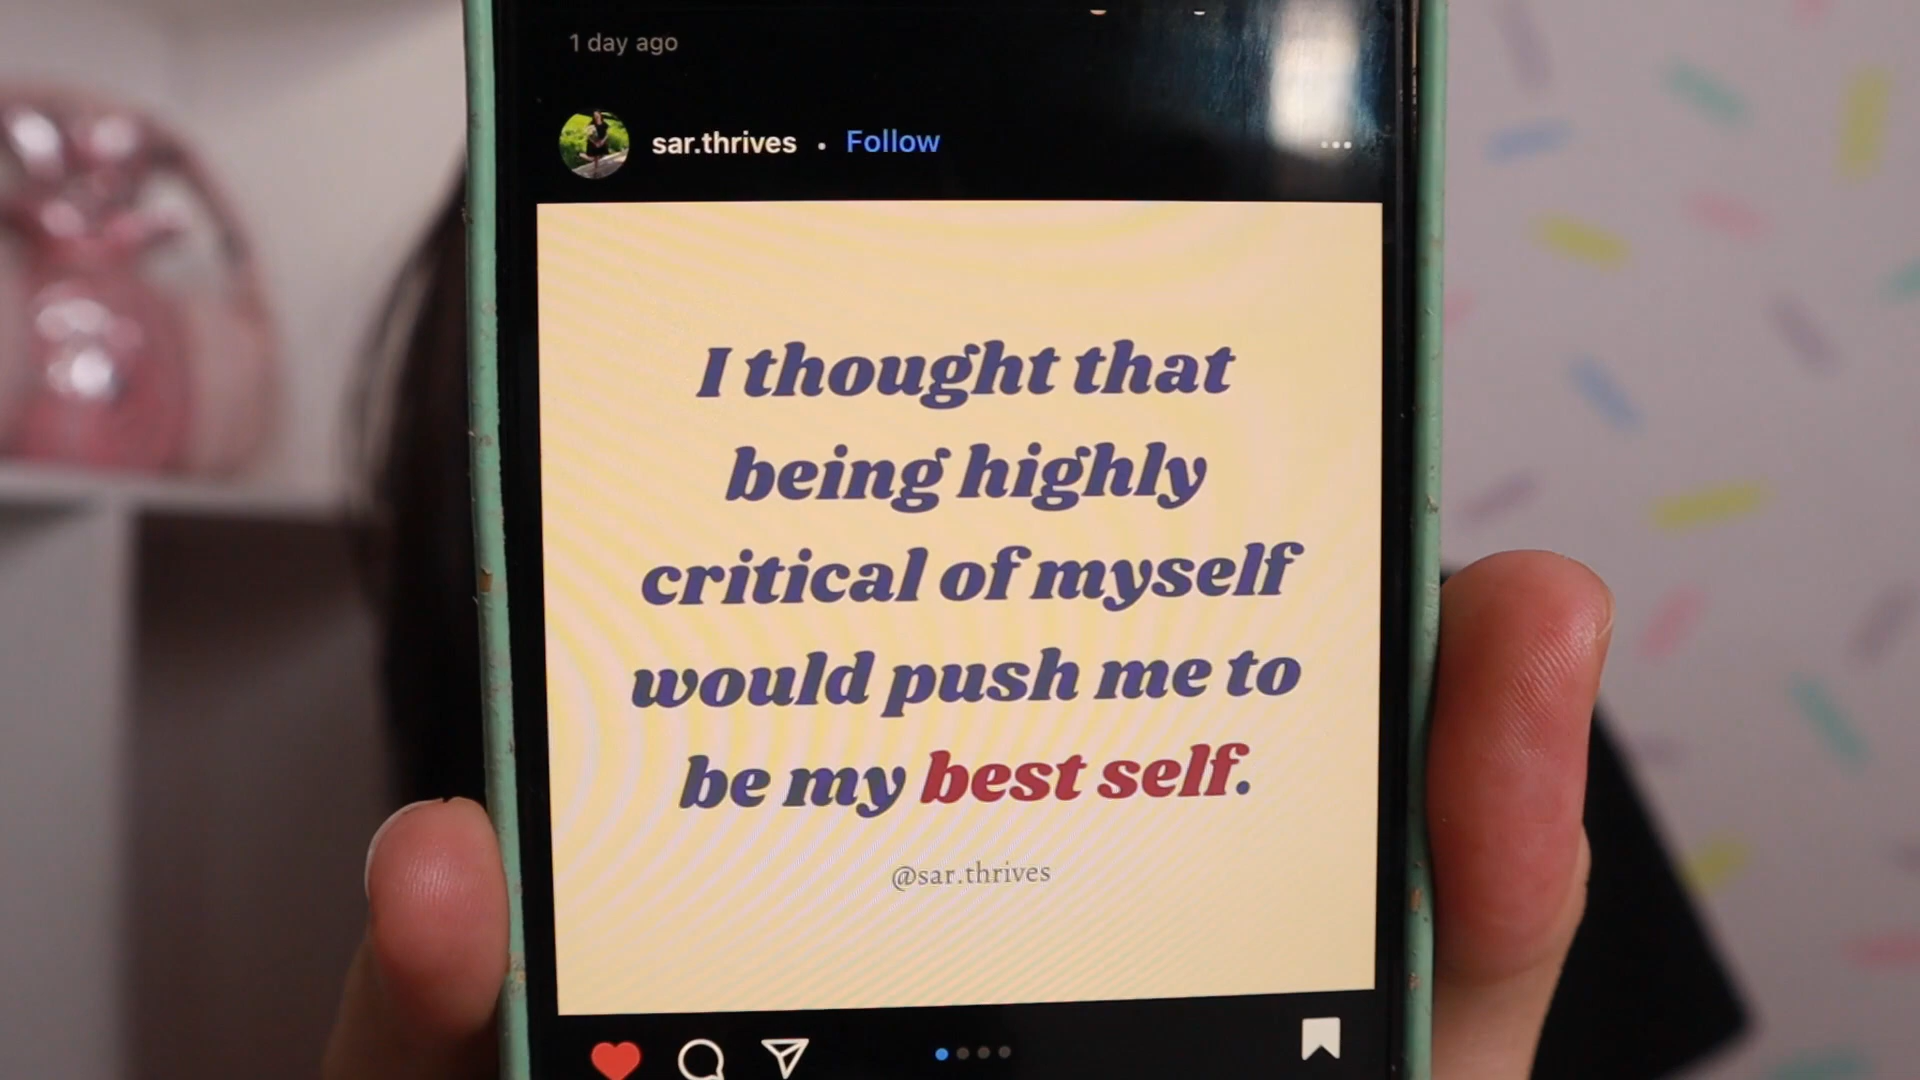 1 day ago
sar.thrives • Follow
I thought that
being highly
critical of myself
would push me to
be my best self.
@sar.thrives